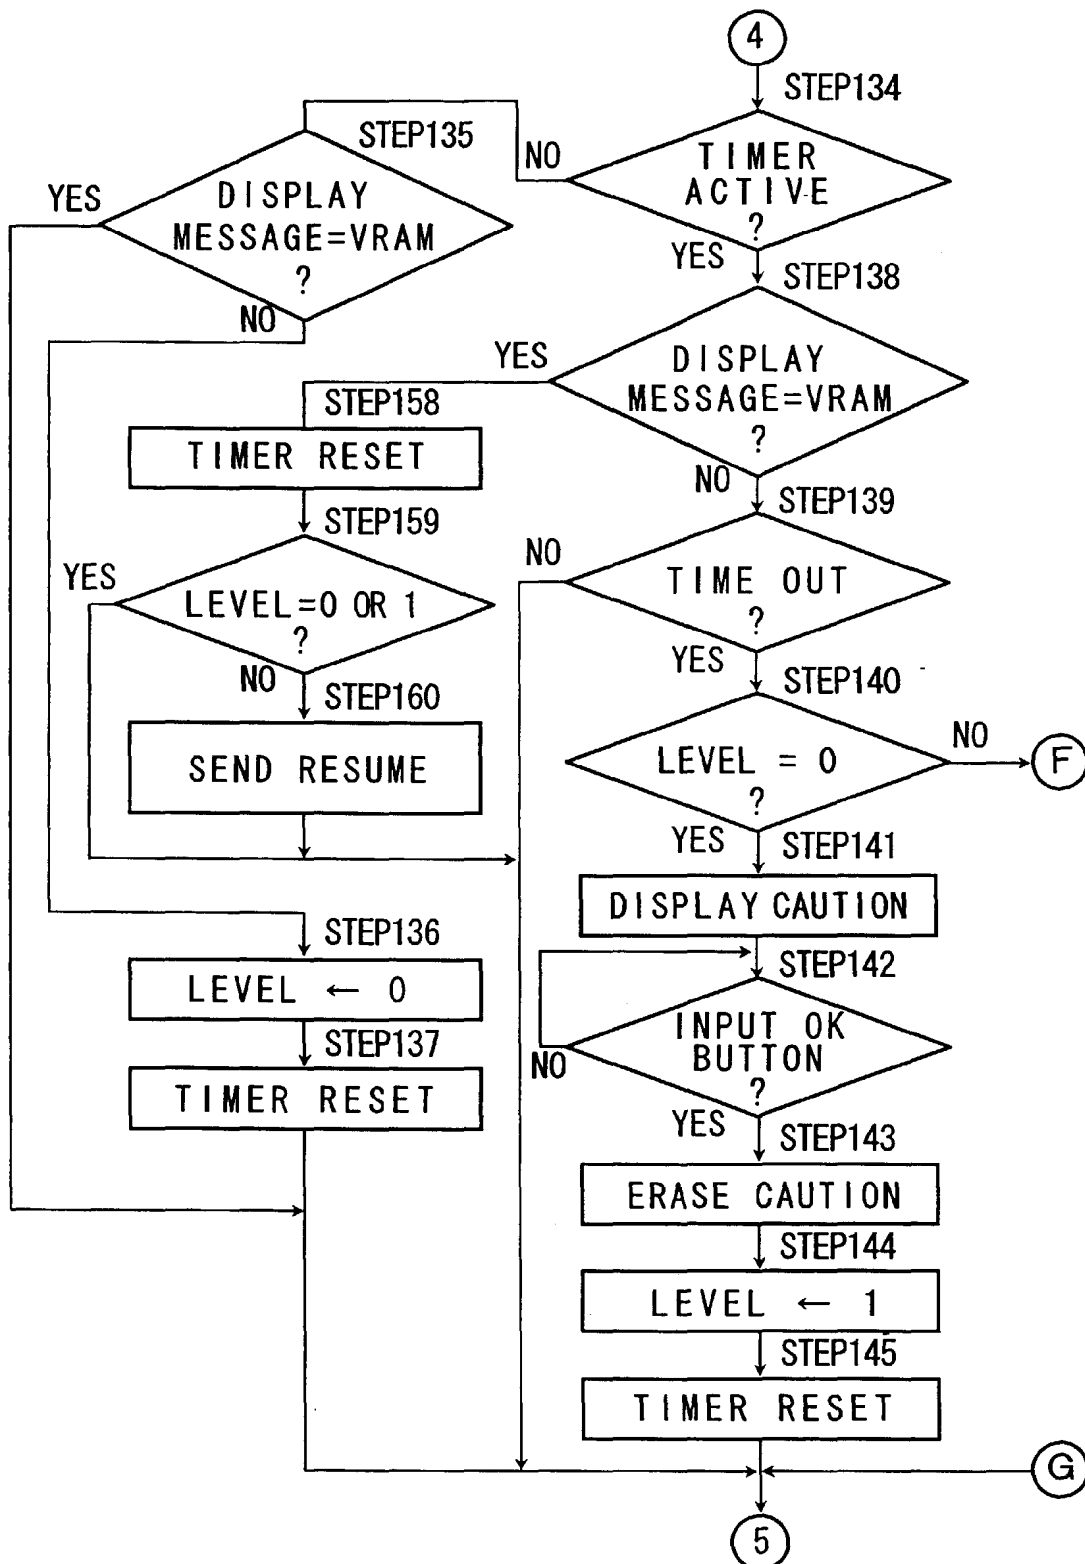 4
STEP134
TIMER
ACTIVE
?
NO
YES
STEP135
DISPLAY
MESSAGE=VRAM
?
YES
NO
STEP138
DISPLAY
MESSAGE=VRAM
?
YES
NO
STEP158
TIMER RESET
STEP159
LEVEL=0 OR 1
?
YES
NO
STEP160
SEND RESUME
STEP139
TIME OUT
?
NO
YES
STEP140
LEVEL = 0
?
NO
F
YES
STEP141
DISPLAY CAUTION
STEP142
INPUT OK
BUTTON
?
NO
YES
STEP136
LEVEL ← 0
STEP137
TIMER RESET
STEP143
ERASE CAUTION
STEP144
LEVEL ← 1
STEP145
TIMER RESET
G
5